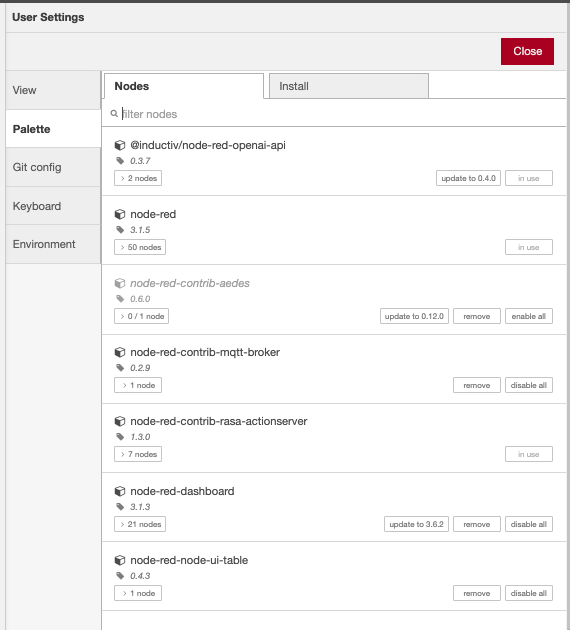 User Settings
Close
View
Palette
Git config
Keyboard
Environment
Nodes
Install
filter nodes
@inductiv/node-red-openai-api
0.3.7
> 2 nodes
update to 0.4.0
in use
node-red
3.1.5
> 50 nodes
in use
node-red-contrib-aedes
0.6.0
> 0 / 1 node
update to 0.12.0
remove
enable all
node-red-contrib-mqtt-broker
0.2.9
> 1 node
remove
disable all
node-red-contrib-rasa-actionserver
1.3.0
> 7 nodes
in use
node-red-dashboard
3.1.3
> 21 nodes
update to 3.6.2
remove
disable all
node-red-node-ui-table
0.4.3
> 1 node
remove
disable all